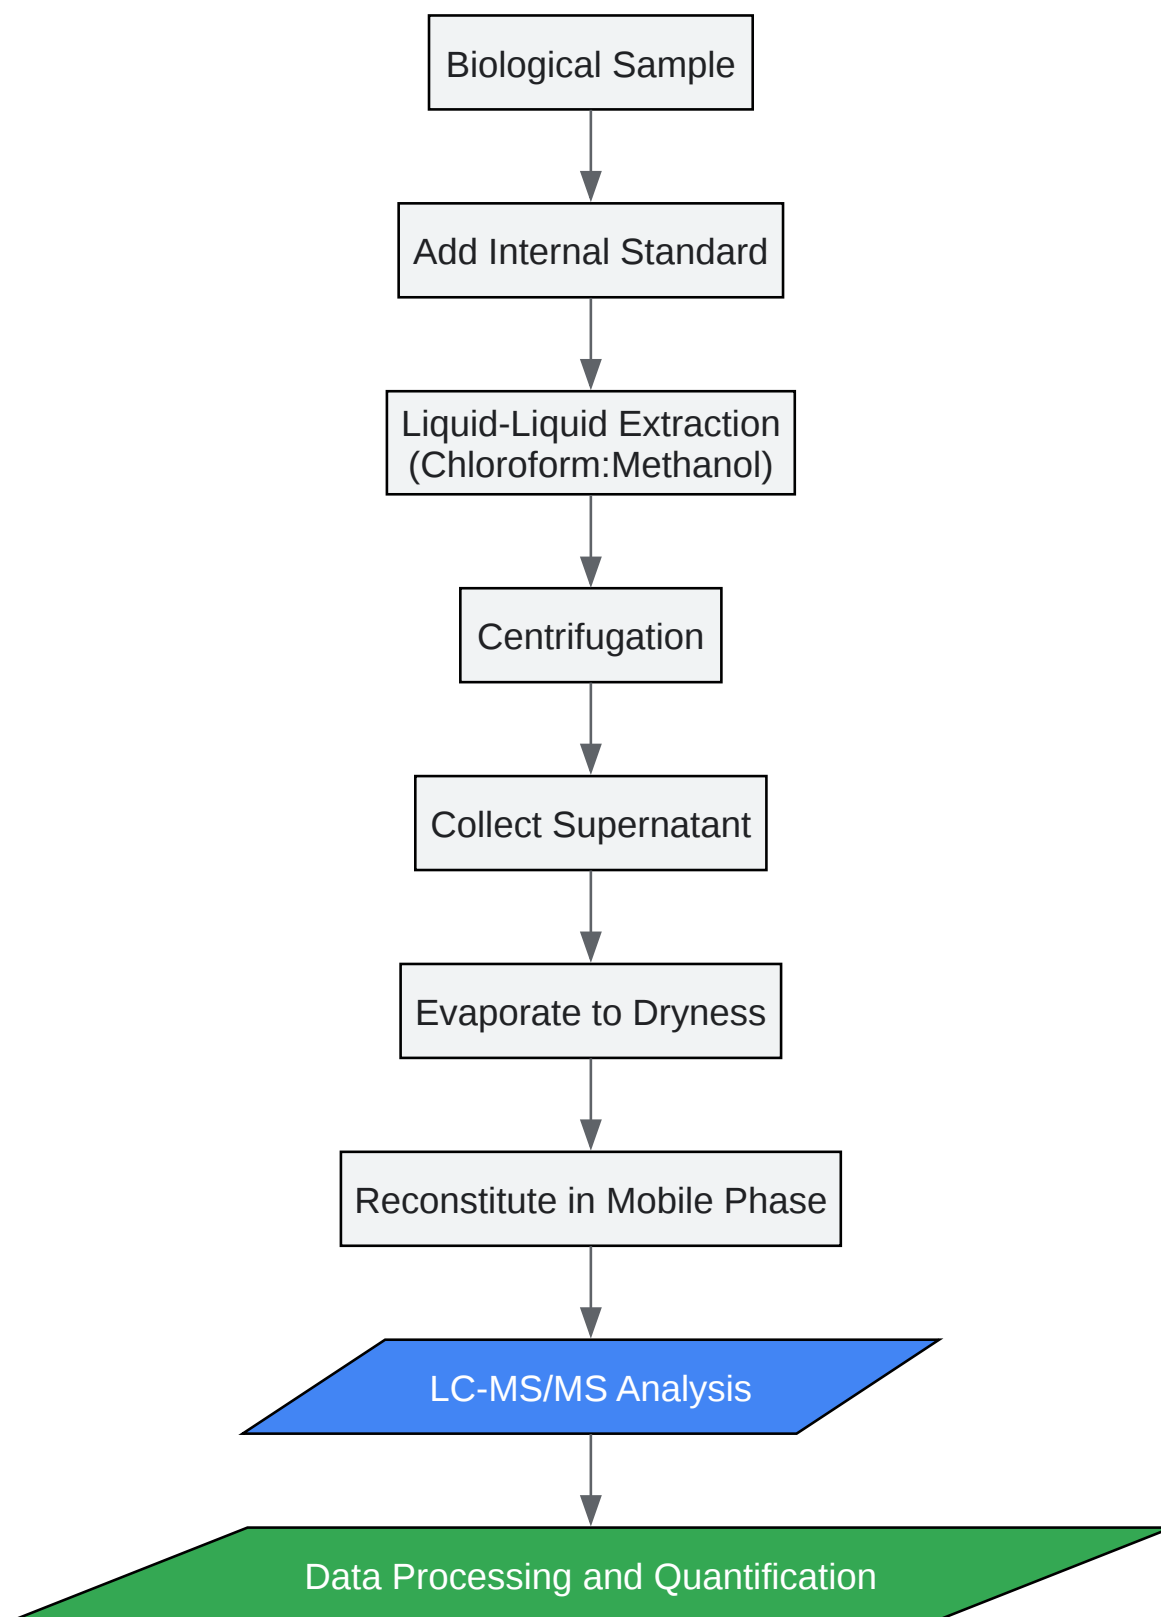 Biological Sample
Add Internal Standard
Liquid-Liquid Extraction
(Chloroform:Methanol)
Centrifugation
Collect Supernatant
Evaporate to Dryness
Reconstitute in Mobile Phase
LC-MS/MS Analysis
Data Processing and Quantification